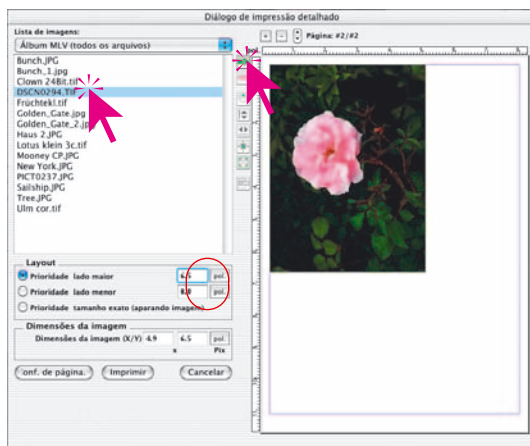 Diálogo de impressão detalhado
Lista de imagens:
Álbum MLV (todos os arquivos)
Página: #2/#2
pol.
Bunch.JPG
Bunch_1.jpg
Clown 24Bit.tif
DSCN0294.TIF
Früchtekl.tif
Golden_Gate.jpg
Golden_Gate_2.jpg
Haus 2.JPG
Lotus klein 3c.tif
Mooney CP.JPG
New York.JPG
PICT0237.JPG
Sailship.JPG
Tree.JPG
Ulm cor.tif
Layout
Prioridade lado maior 6.5 pol.
Prioridade lado menor 8.0 pol.
Prioridade tamanho exato (aparando imagem)
Dimensões da imagem
Dimensões da imagem (X/Y) 4.9 6.5 pol.
x Pix
Conf. de página. Imprimir Cancelar